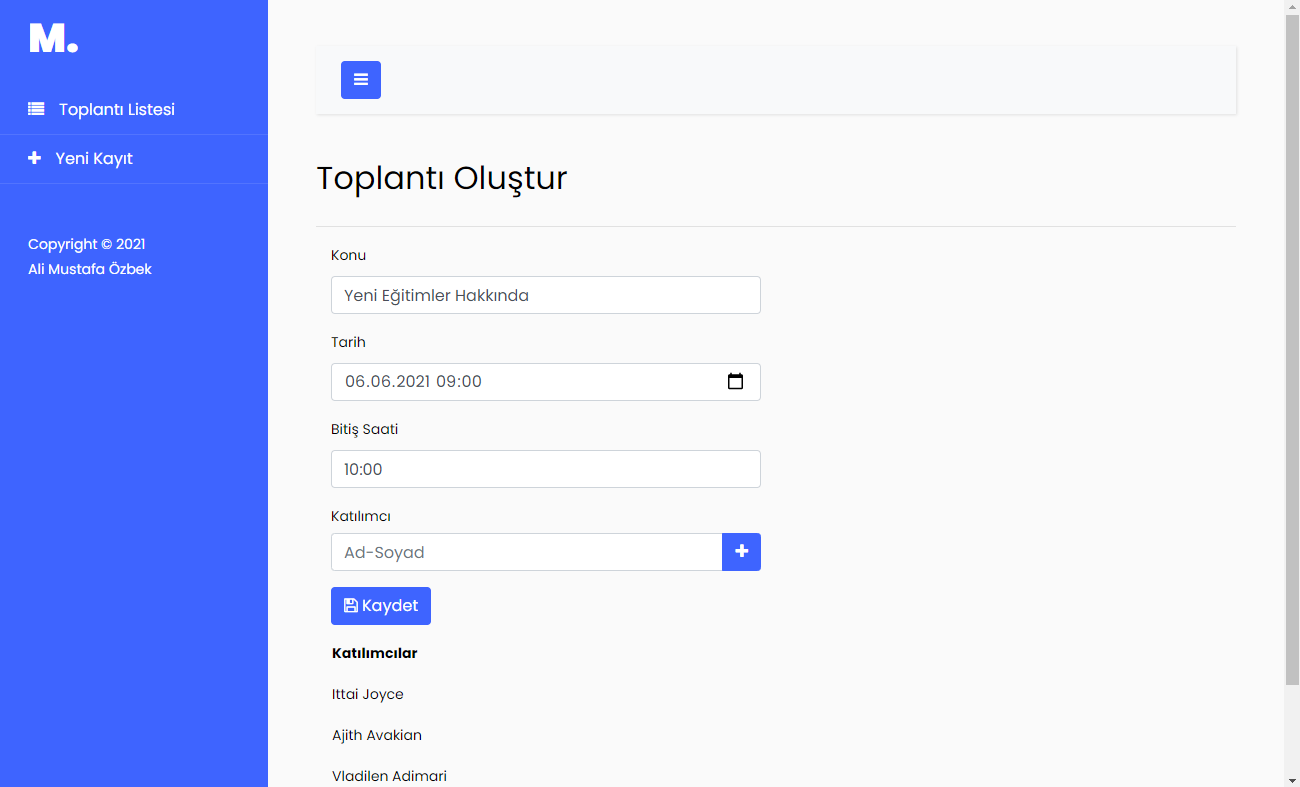 M.
Toplantı Listesi
Yeni Kayıt
Copyright © 2021
Ali Mustafa Özbek
Toplantı Oluştur
Konu
Yeni Eğitimler Hakkında
Tarih
06.06.2021 09:00
Bitiş Saati
10:00
Katılımcı
Ad-Soyad
Kaydet
Katılımcılar
Ittai Joyce
Ajith Avakian
Vladilen Adimari